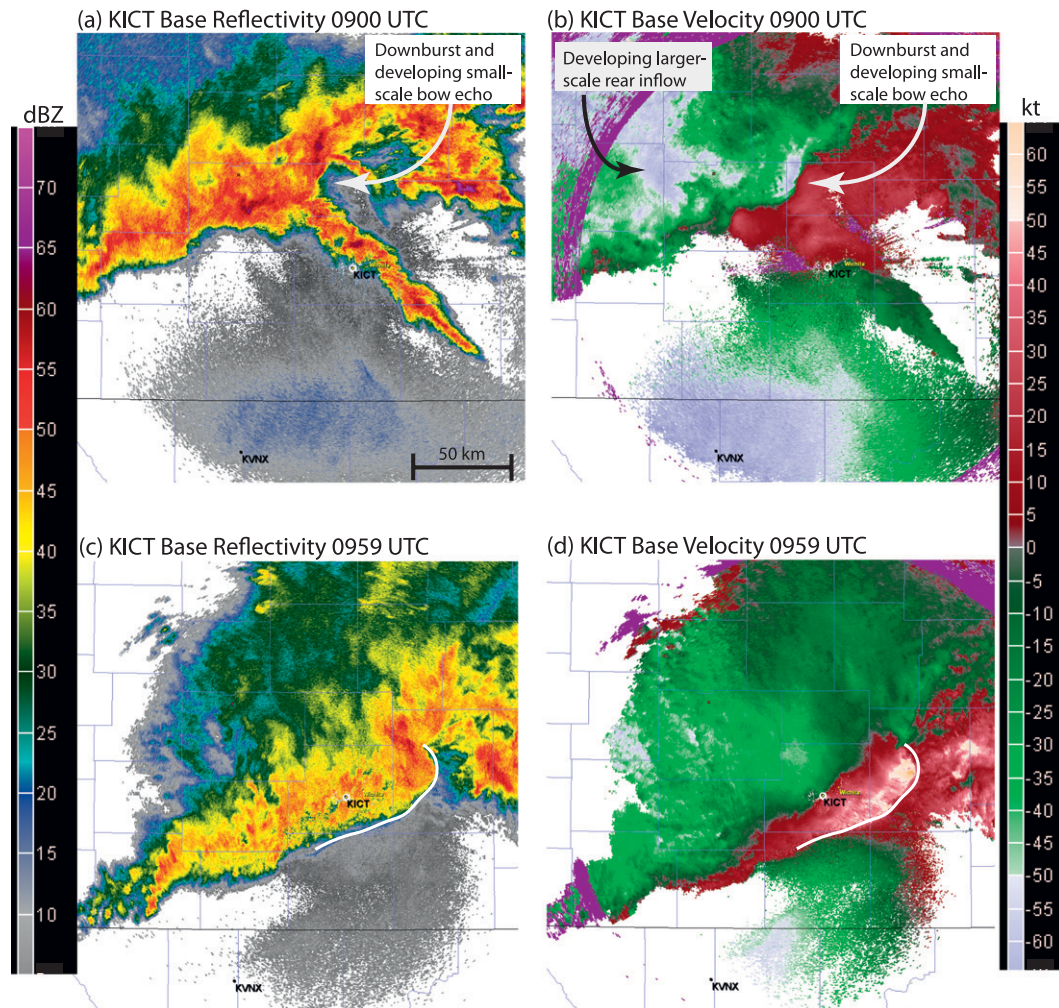 (a) KICT Base Reflectivity 0900 UTC
(b) KICT Base Velocity 0900 UTC
Downburst and
developing small-
scale bow echo
Developing larger-
scale rear inflow
Downburst and
developing small-
scale bow echo
dBZ
kt
70
65
60
55
50
45
40
35
30
25
20
15
10
KICT
KVNX
50 km
KICT
Wichita
KVNX
60
50
45
40
35
30
25
20
15
10
5
0
-5
-10
-15
-20
-25
-30
-35
-40
-45
-50
-55
-60
(c) KICT Base Reflectivity 0959 UTC
(d) KICT Base Velocity 0959 UTC
KICT
KVNX
Wichita
KICT
KVNX